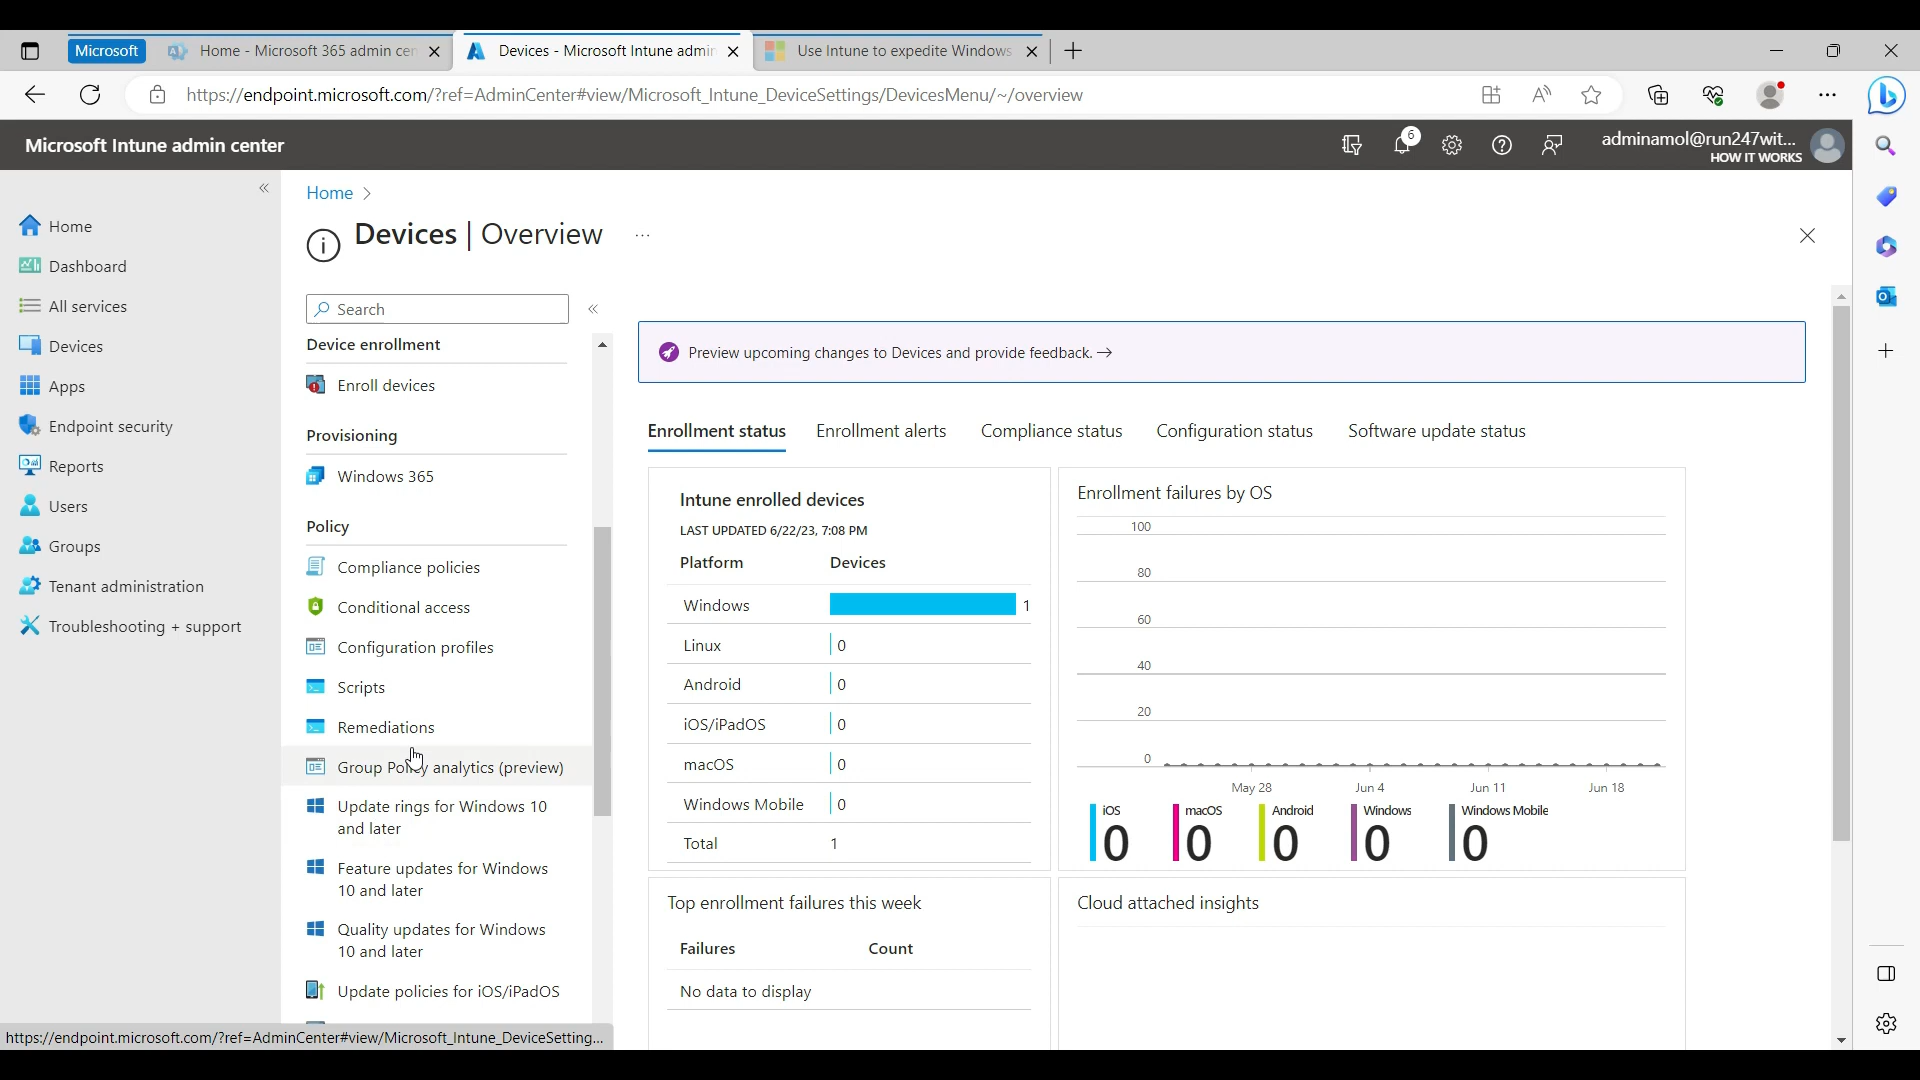 Microsoft
Home - Microsoft 365 admin cen
Devices - Microsoft Intune admin
Use Intune to expedite Windows
https://endpoint.microsoft.com/?ref=AdminCenter#view/Microsoft_Intune_DeviceSettings/DevicesMenu/~/overview
Microsoft Intune admin center
6
adminamol@run247wit...
HOW IT WORKS
Home
Dashboard
All services
Devices
Apps
Endpoint security
Reports
Users
Groups
Tenant administration
Troubleshooting + support
Home >
Devices | Overview
...
Search
Device enrollment
Enroll devices
Provisioning
Windows 365
Policy
Compliance policies
Conditional access
Configuration profiles
Scripts
Remediations
Group Policy analytics (preview)
Update rings for Windows 10
and later
Feature updates for Windows
10 and later
Quality updates for Windows
10 and later
Update policies for iOS/iPadOS
Preview upcoming changes to Devices and provide feedback. →
Enrollment status
Enrollment alerts
Compliance status
Configuration status
Software update status
Intune enrolled devices
LAST UPDATED 6/22/23, 7:08 PM
Platform Devices
Windows 1
Linux 0
Android 0
iOS/iPadOS 0
macOS 0
Windows Mobile 0
Total 1
Enrollment failures by OS
100
80
60
40
20
0
May 28 Jun 4 Jun 11 Jun 18
iOS 0
macOS 0
Android 0
Windows 0
Windows Mobile 0
Top enrollment failures this week
Failures Count
No data to display
Cloud attached insights
https://endpoint.microsoft.com/?ref=AdminCenter#view/Microsoft_Intune_DeviceSetting...